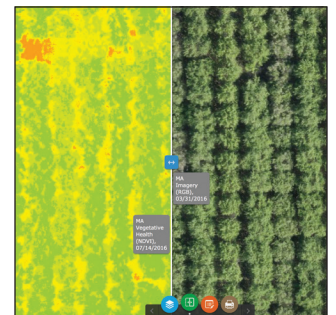 MA
Imagery
(RGB),
03/31/2016
MA
Vegetative
Health
(NDVI),
07/14/2016